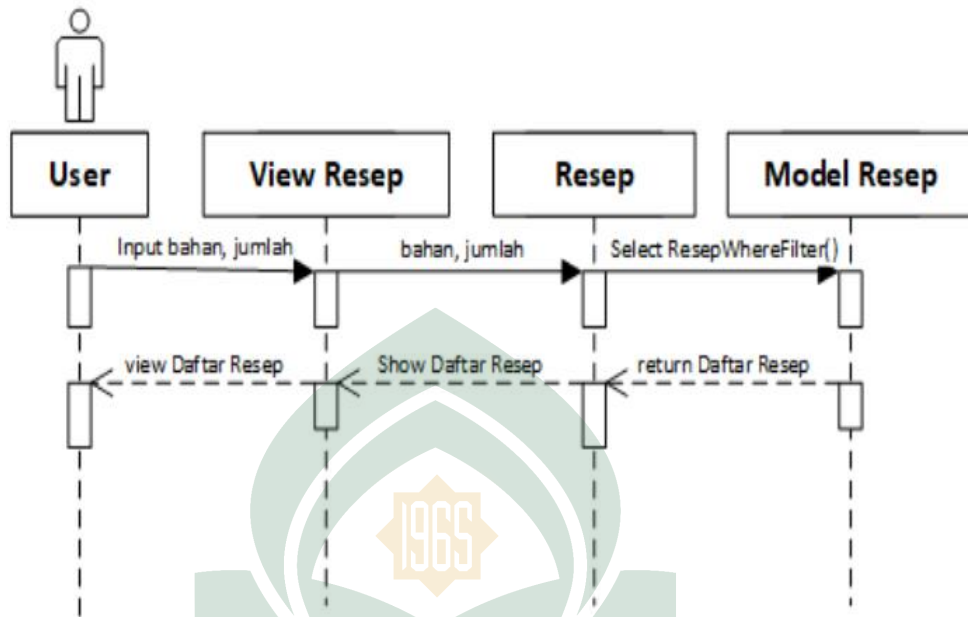 User
View Resep
Resep
Model Resep
Input bahan, jumlah
bahan, jumlah
Select ResepWhereFilter()
view Daftar Resep
Show Daftar Resep
return Daftar Resep
1965